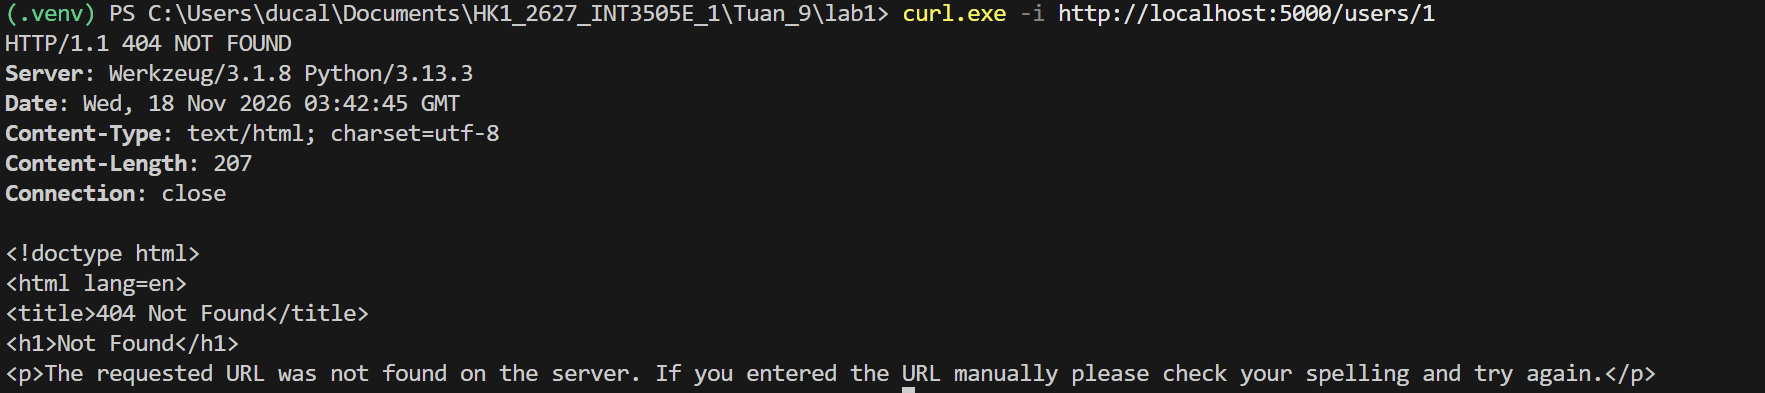 (.venv) PS C:\Users\ducal\Documents\HK1_2627_INT3505E_1\Tuan_9\lab1> curl.exe -i http://localhost:5000/users/1
HTTP/1.1 404 NOT FOUND
Server: Werkzeug/3.1.8 Python/3.13.3
Date: Wed, 18 Nov 2026 03:42:45 GMT
Content-Type: text/html; charset=utf-8
Content-Length: 207
Connection: close

<!doctype html>
<html lang=en>
<title>404 Not Found</title>
<h1>Not Found</h1>
<p>The requested URL was not found on the server. If you entered the URL manually please check your spelling and try again.</p>